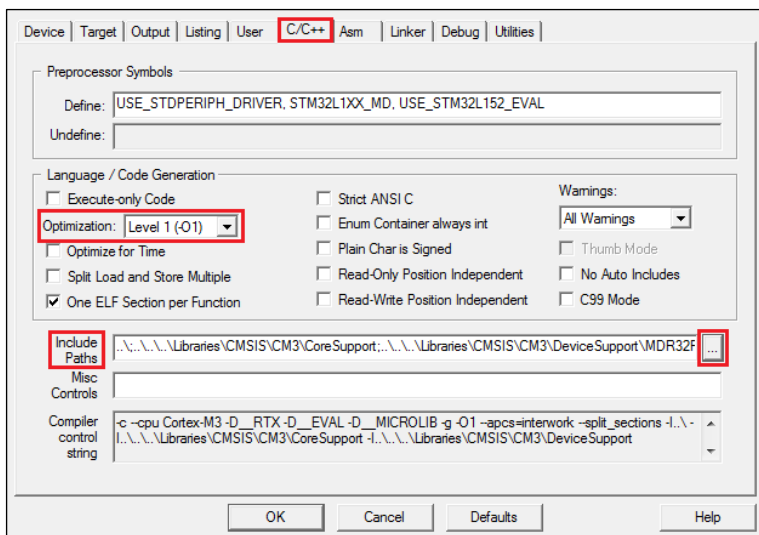 Device | Target | Output | Listing | User | C/C++ | Asm | Linker | Debug | Utilities |
Preprocessor Symbols
Define: USE_STDPERIPH_DRIVER, STM32L1XX_MD, USE_STM32L152_EVAL
Undefine:
Language / Code Generation
Execute-only Code Strict ANSI C Warnings:
Optimization: Level 1 (-O1) Enum Container always int All Warnings
Optimize for Time Plain Char is Signed Thumb Mode
Split Load and Store Multiple Read-Only Position Independent No Auto Includes
One ELF Section per Function Read-Write Position Independent C99 Mode
Include Paths ..\;..\..\..\Libraries\CMSIS\CM3\CoreSupport;..\..\..\Libraries\CMSIS\CM3\DeviceSupport\MDR32F ...
Misc Controls
Compiler control string -c --cpu Cortex-M3 -D__RTX -D__EVAL -D__MICROLIB -g -O1 --apcs=interwork --split_sections -I..\ -
I..\..\..\Libraries\CMSIS\CM3\CoreSupport -I..\..\..\Libraries\CMSIS\CM3\DeviceSupport
OK Cancel Defaults Help